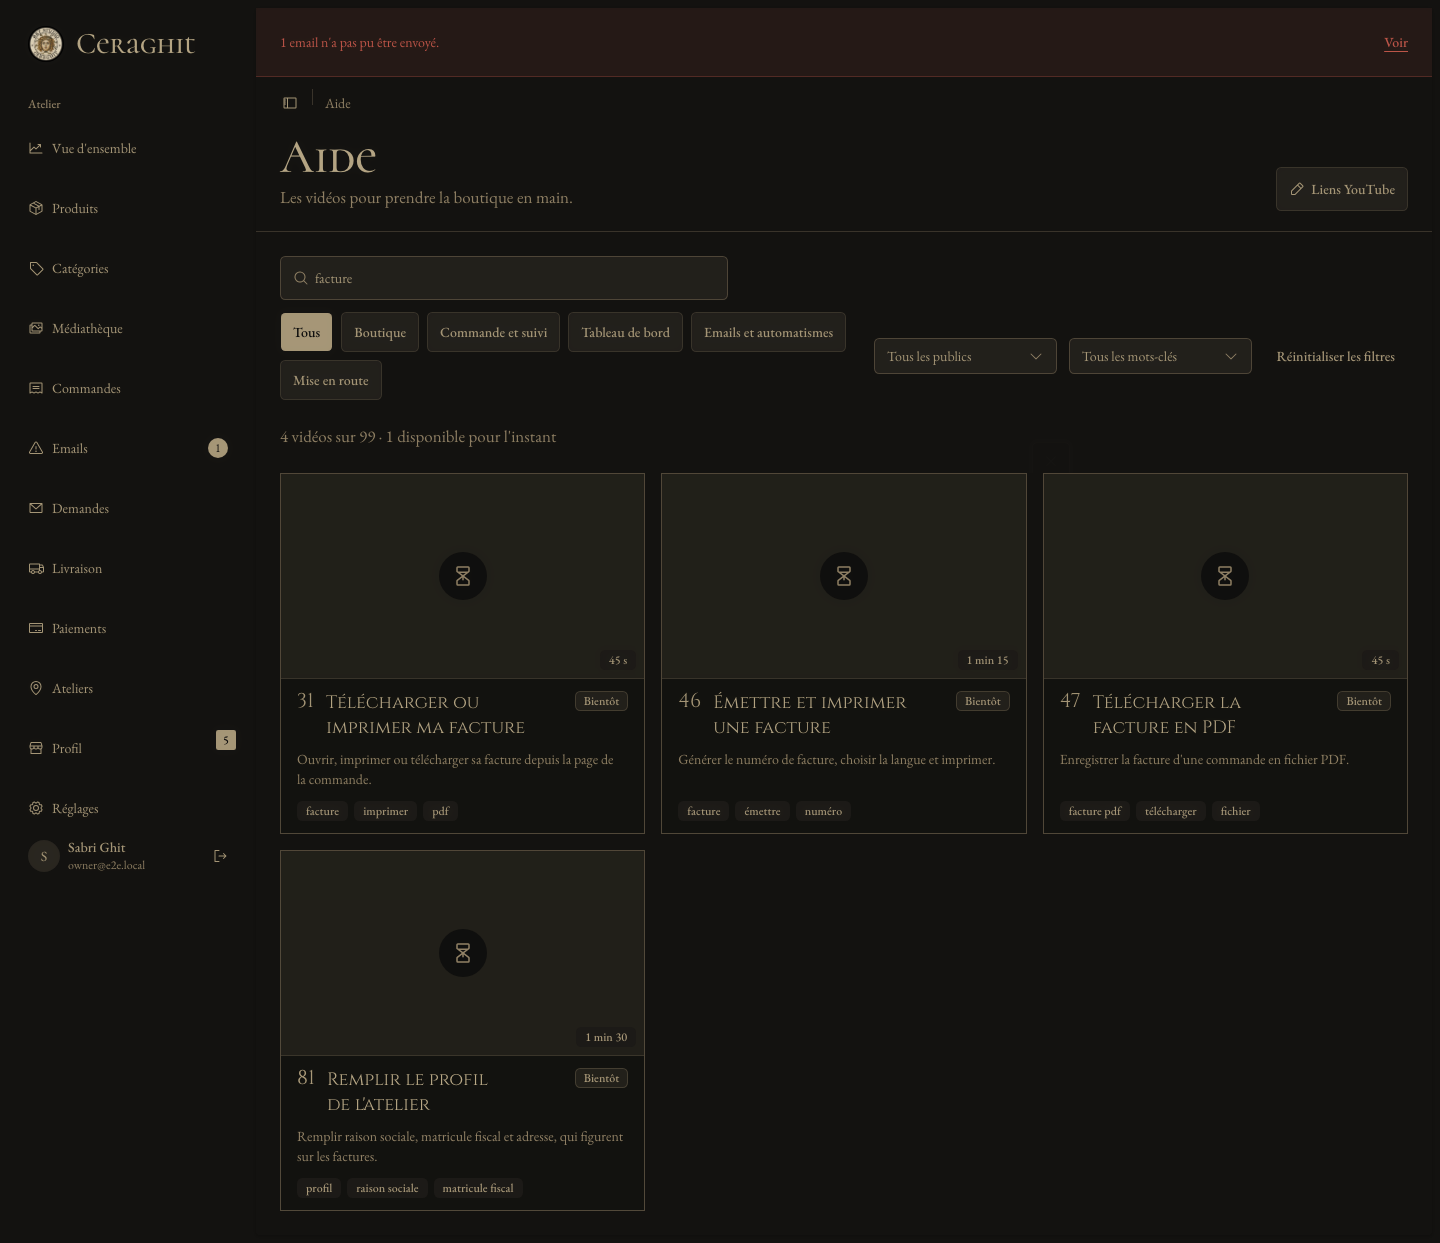 Ceraghit
Atelier
Vue d'ensemble
Produits
Catégories
Médiathèque
Commandes
Emails
1
Demandes
Livraison
Paiements
Ateliers
Profil
5
Réglages
S
Sabri Ghit
owner@e2e.local
1 email n'a pas pu être envoyé.
Voir
Aide
Aide
Les vidéos pour prendre la boutique en main.
Liens YouTube
facture
Tous
Boutique
Commande et suivi
Tableau de bord
Emails et automatismes
Mise en route
Tous les publics
Tous les mots-clés
Réinitialiser les filtres
4 vidéos sur 99 · 1 disponible pour l'instant
45 s
31 Télécharger ou
imprimer ma facture
Bientôt
Ouvrir, imprimer ou télécharger sa facture depuis la page de
la commande.
facture
imprimer
pdf
1 min 15
46 Émettre et imprimer
une facture
Bientôt
Générer le numéro de facture, choisir la langue et imprimer.
facture
émettre
numéro
45 s
47 Télécharger la
facture en PDF
Bientôt
Enregistrer la facture d'une commande en fichier PDF.
facture pdf
télécharger
fichier
1 min 30
81 Remplir le profil
de l'atelier
Bientôt
Remplir raison sociale, matricule fiscal et adresse, qui figurent
sur les factures.
profil
raison sociale
matricule fiscal